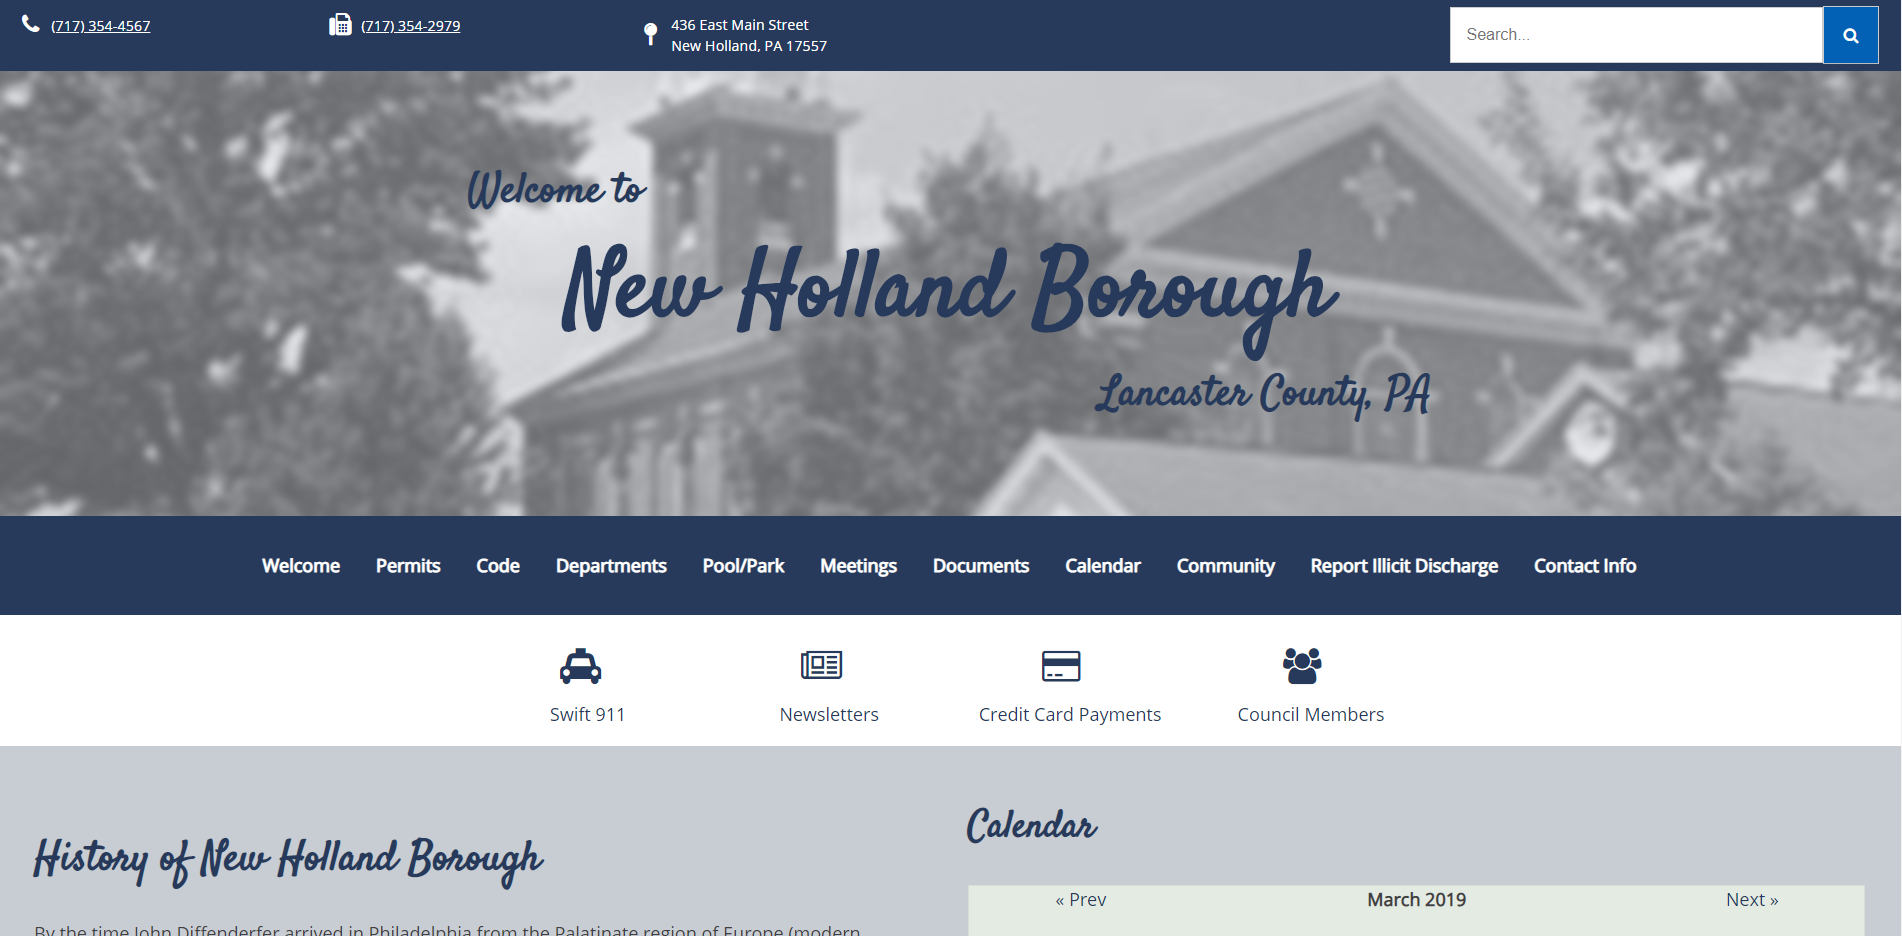 (717) 354-4567
(717) 354-2979
436 East Main Street
New Holland, PA 17557
Search...
Welcome to
New Holland Borough
Lancaster County, PA
Welcome Permits Code Departments Pool/Park Meetings Documents Calendar Community Report Illicit Discharge Contact Info
Swift 911
Newsletters
Credit Card Payments
Council Members
History of New Holland Borough
By the time John Diffenderfer arrived in Philadelphia from the Palatinate region of Europe (modern
Calendar
« Prev March 2019 Next »